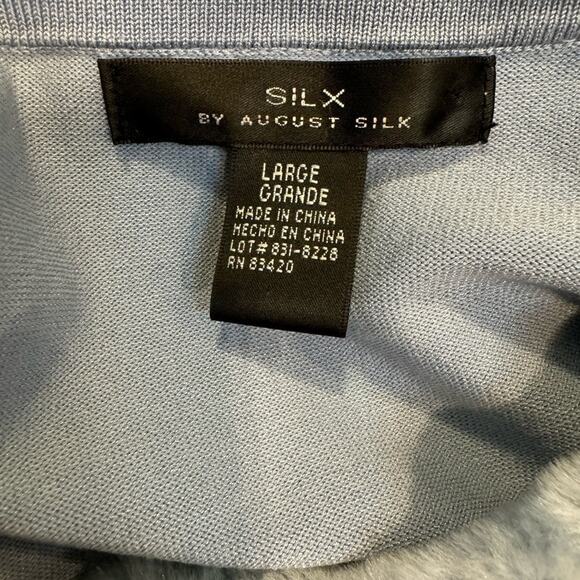 SILX
BY AUGUST SILK
LARGE
GRANDE
MADE IN CHINA
HECHO EN CHINA
LOT# 831-8228
RN 83420